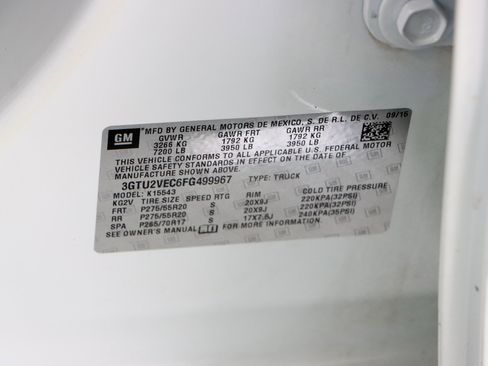 GM
MFD BY GENERAL MOTORS DE MEXICO, S. DE R.L. DE C.V. 09/15
GVWR GAWR FRT GAWR RR
3266 KG 1792 KG 1792 KG
7200 LB 3950 LB 3950 LB
THIS VEHICLE CONFORMS TO ALL APPLICABLE U.S. FEDERAL MOTOR
VEHICLE SAFETY STANDARDS IN EFFECT ON THE DATE OF
MANUFACTURE SHOWN ABOVE.
3GTU2VEC6FG499967 TYPE: TRUCK
MODEL: K15543
KG2V TIRE SIZE SPEED RTG RIM COLD TIRE PRESSURE
FRT P275/55R20 S 20X9J 220KPA(32PSI)
RR P275/55R20 S 20X9J 220KPA(32PSI)
SPA P265/70R17 S 17X7.5J 240KPA(35PSI)
SEE OWNER'S MANUAL FOR MORE INFORMATION.